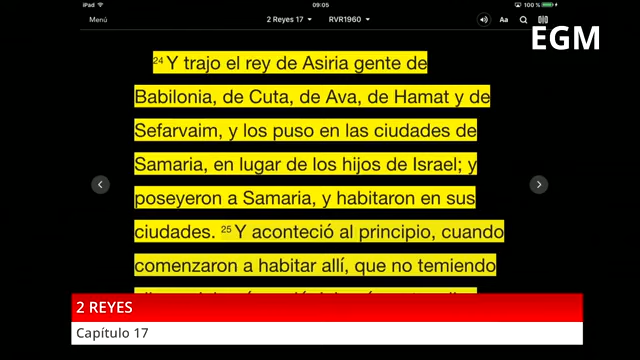 iPad
09:05
100 %
Menú
2 Reyes 17
RVR1960
Aa
EGM
24 Y trajo el rey de Asiria gente de
Babilonia, de Cuta, de Ava, de Hamat y de
Sefarvaim, y los puso en las ciudades de
Samaria, en lugar de los hijos de Israel; y
poseyeron a Samaria, y habitaron en sus
ciudades. 25 Y aconteció al principio, cuando
comenzaron a habitar allí, que no temiendo
2 REYES
Capítulo 17